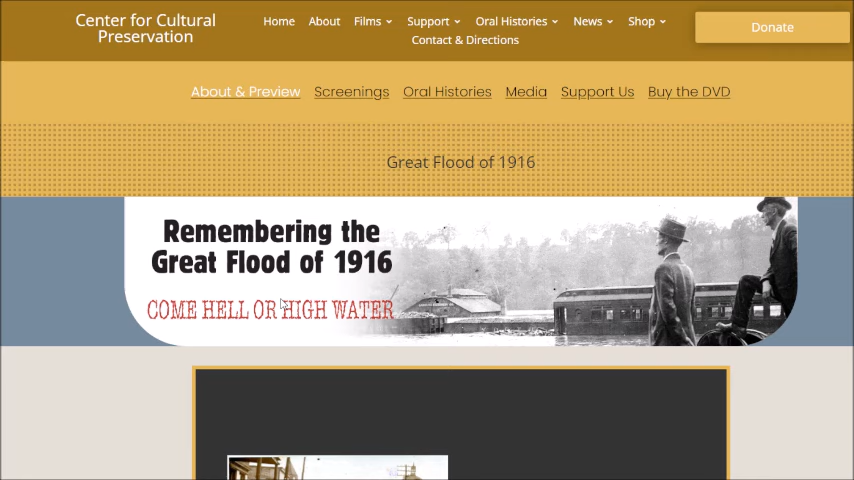 Center for Cultural
Preservation
Home About Films Support Oral Histories News Shop
Contact & Directions
Donate
About & Preview Screenings Oral Histories Media Support Us Buy the DVD
Great Flood of 1916
Remembering the
Great Flood of 1916
COME HELL OR HIGH WATER